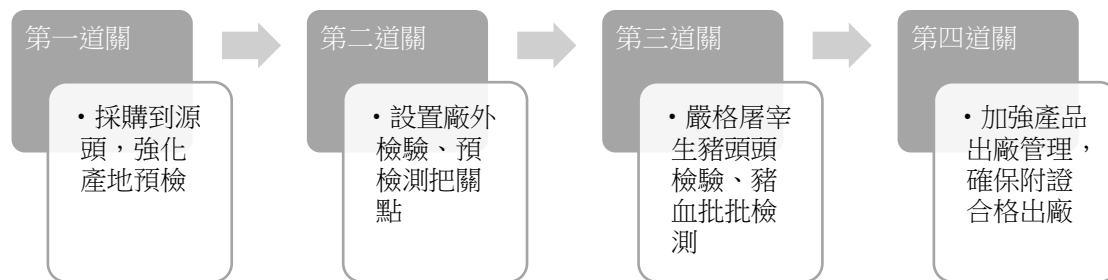 第一道關
・採購到源
頭，強化
產地預檢
第二道關
・設置廠外
檢驗、預
檢測把關
點
第三道關
・嚴格屠宰
生豬頭頭
檢驗、豬
血批批檢
測
第四道關
・加強產品
出廠管理，
確保附證
合格出廠